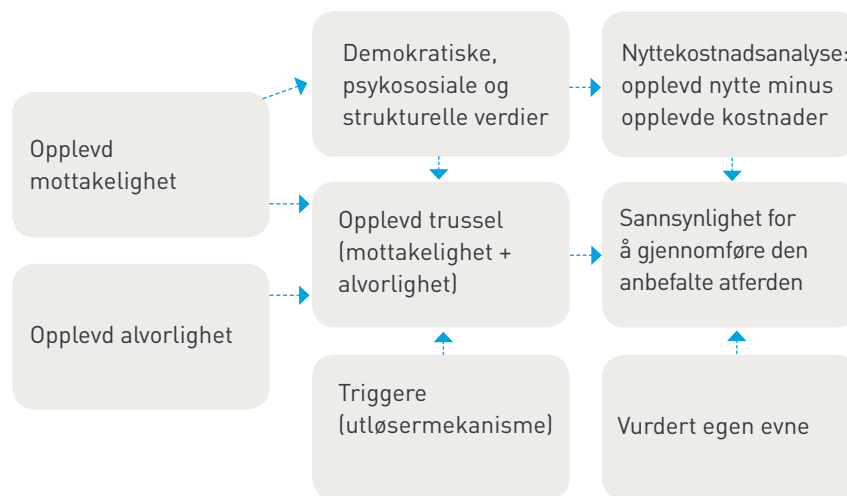 Opplevd
mottakelighet
Opplevd alvorlighet
Demokratiske,
psykososiale og
strukturelle verdier
Opplevd trussel
(mottakelighet +
alvorlighet)
Triggere
(utløsermekanisme)
Nyttekostnadsanalyse:
opplevd nytte minus
opplevde kostnader
Sannsynlighet for
å gjennomføre den
anbefalte atferden
Vurdert egen evne